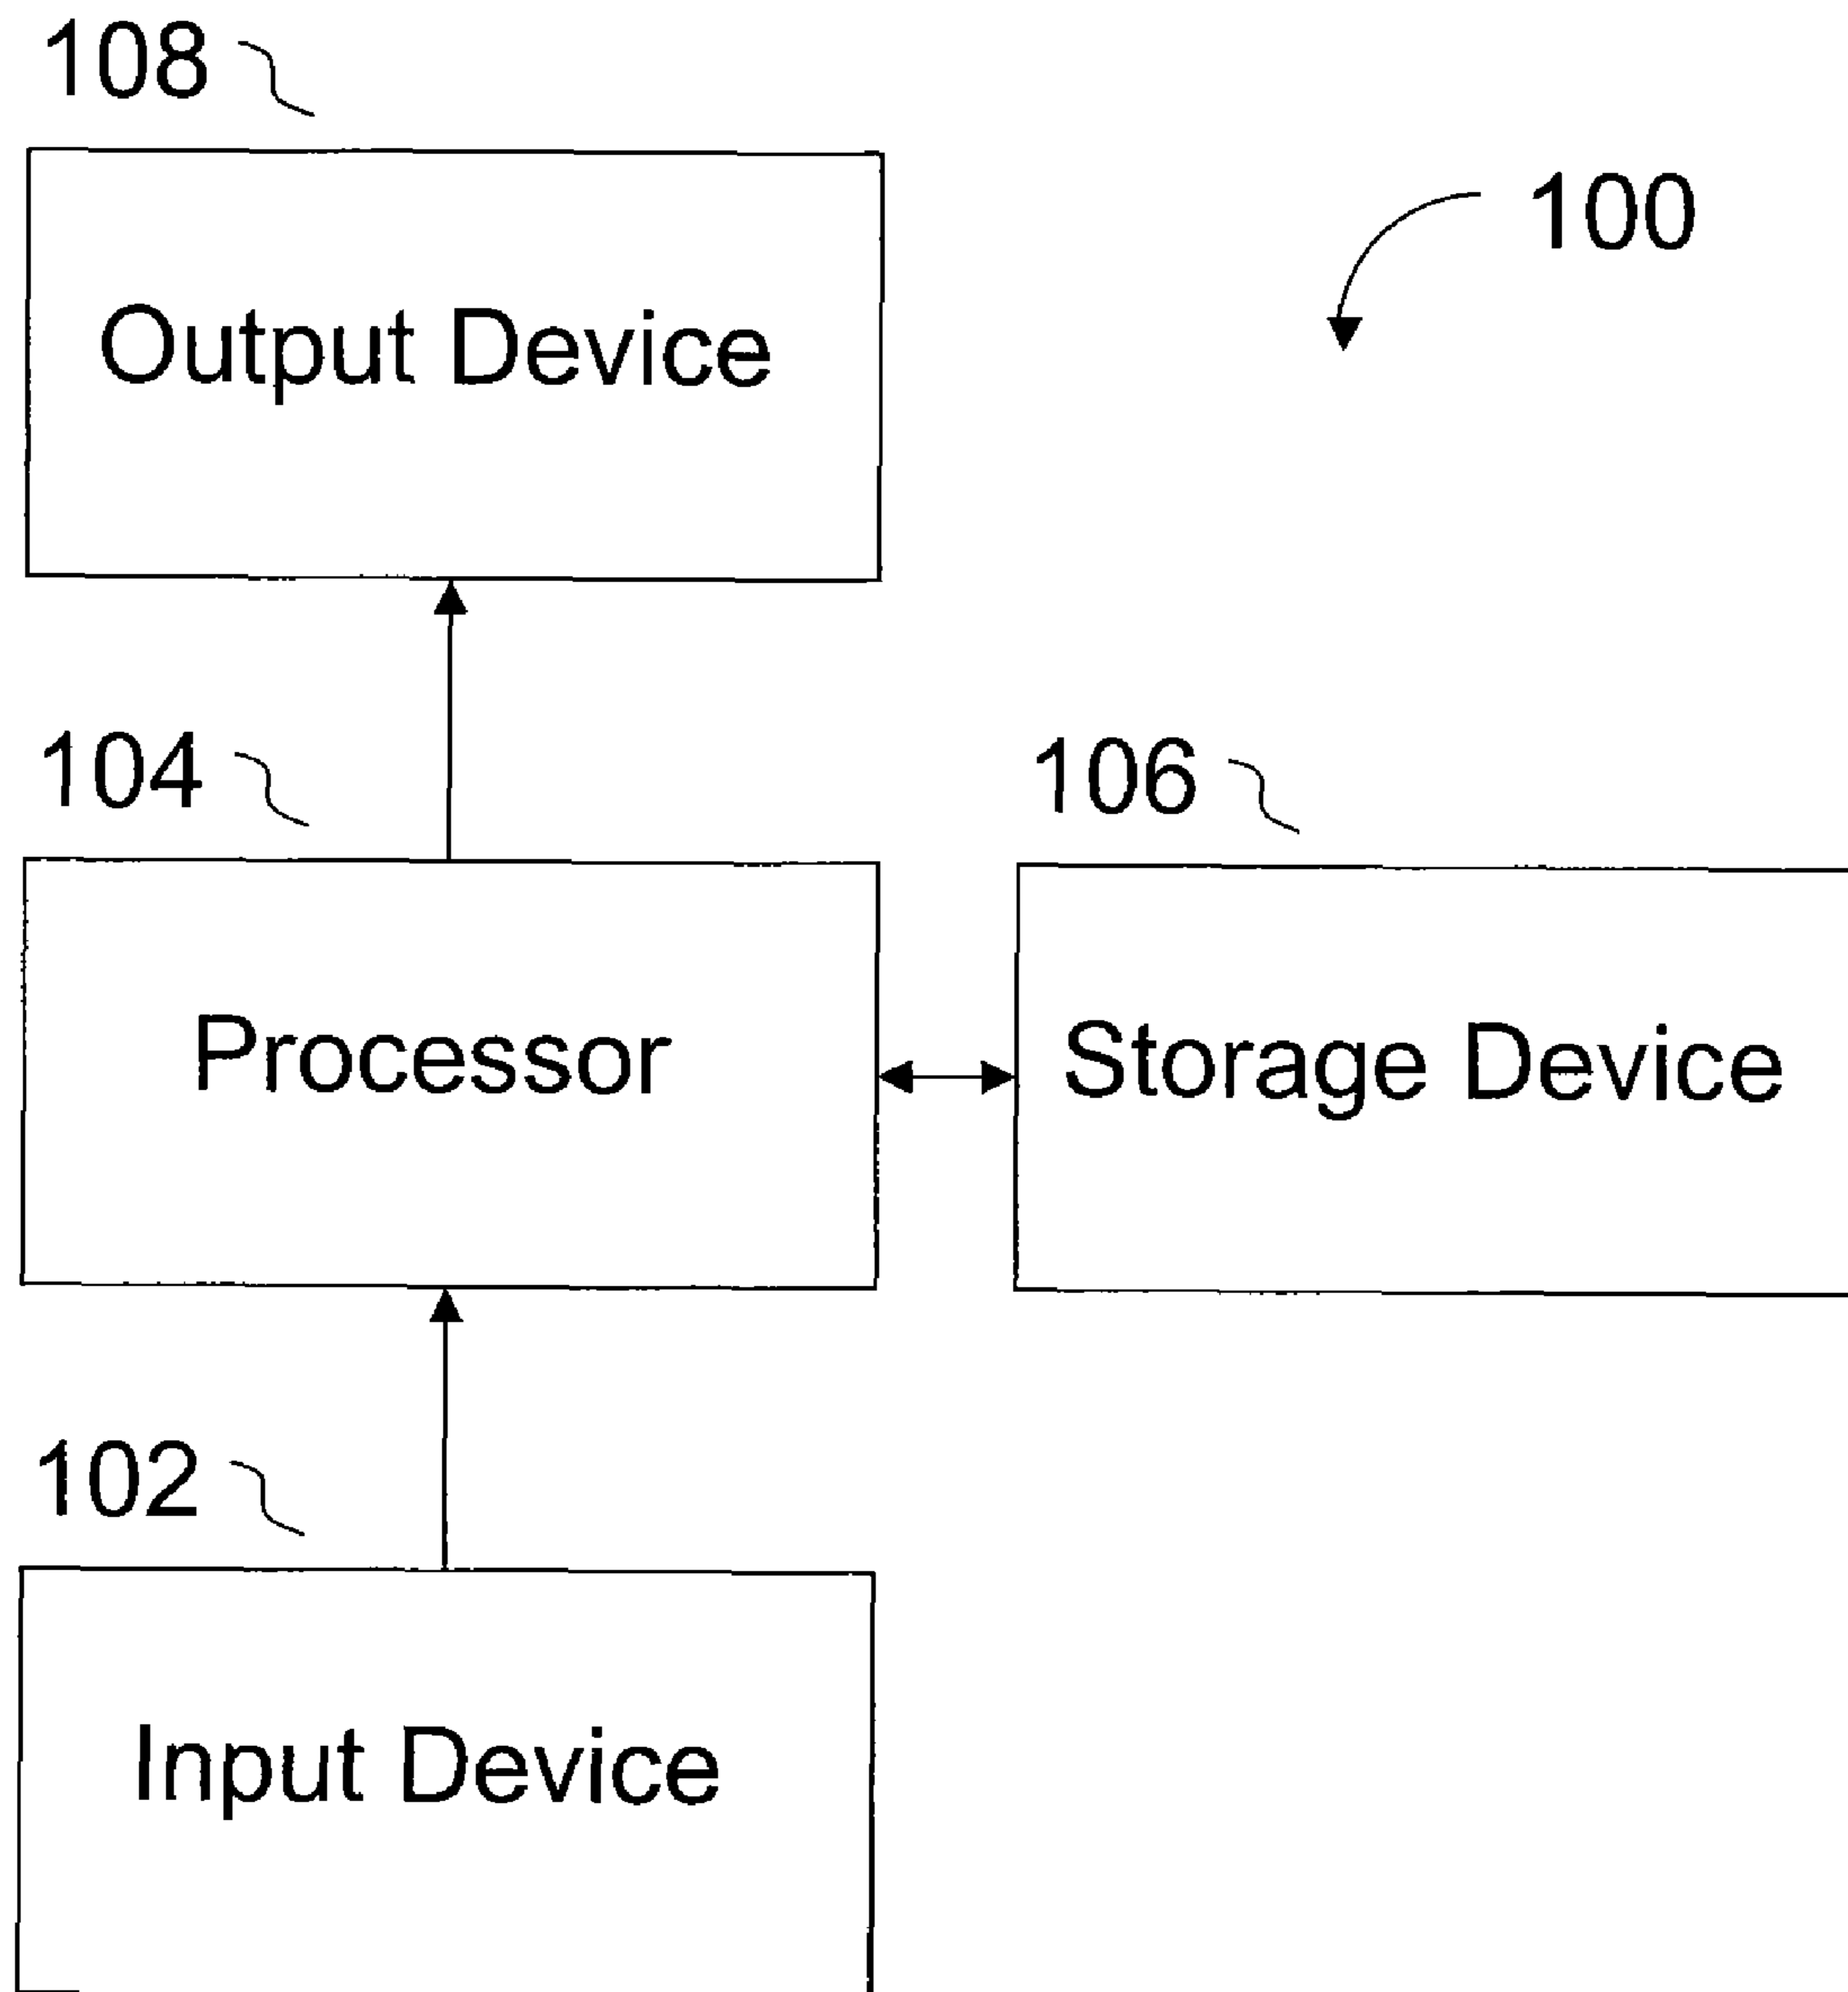 108
100
Output Device
104
106
Processor
Storage Device
102
Input Device